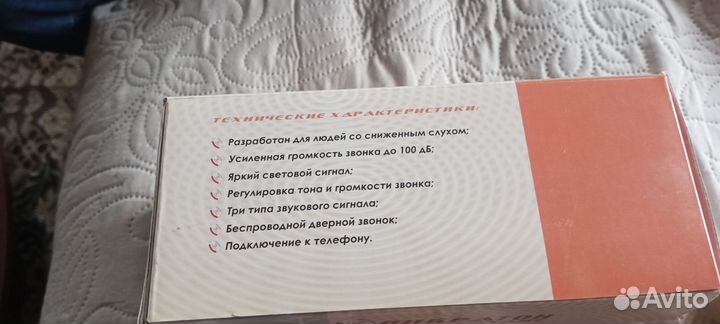 ТЕХНИЧЕСКИЕ ХАРАКТЕРИСТИКИ:
Разработан для людей со сниженным слухом;
Усиленная громкость звонка до 100 дБ;
Яркий световой сигнал;
Регулировка тона и громкости звонка;
Три типа звукового сигнала;
Беспроводной дверной звонок;
Подключение к телефону.
Avito